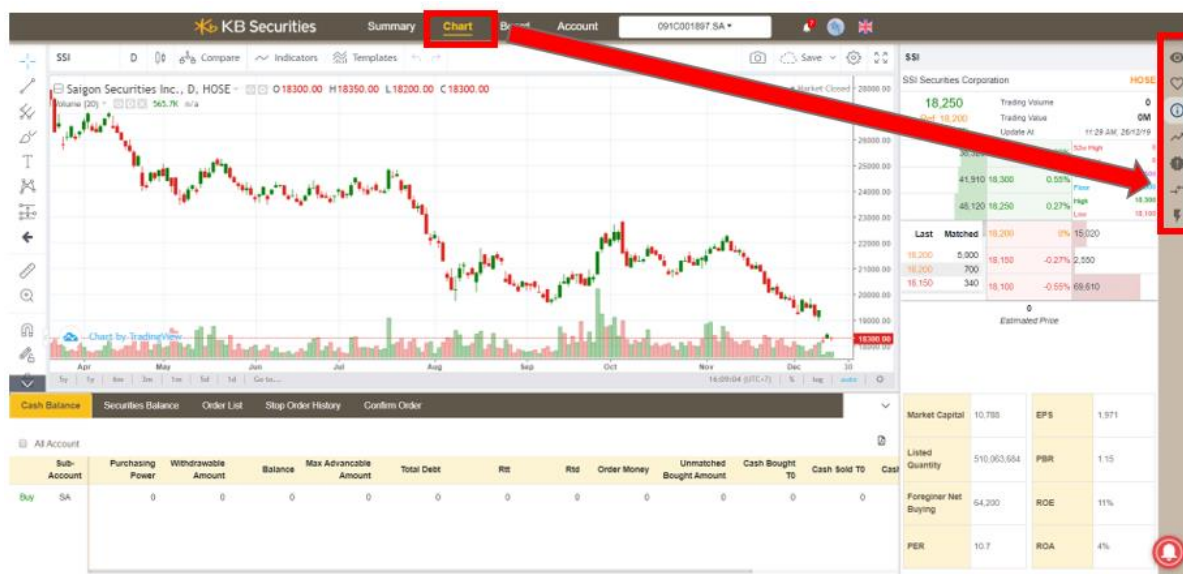 KB Securities
Summary
Chart
Account
091C001897.SA
SSI D Compare Indicators Templates Save
Saigon Securities Inc., D, HOSE O18300.00 H18350.00 L18200.00 C18300.00
Volume (20) 565.7K n/a
28000.00
26000.00
25000.00
24000.00
23000.00
22000.00
21000.00
20000.00
19000.00
18300.00
Chart by TradingView
Apr May Jun Jul Aug Sep Oct Nov Dec 30
5y 1y 6m 3m 1m 5d 1d Go to...
16:09:04 (UTC+7) % log auto
SSI
SSI Securities Corporation HOSE
18,250 Trading Volume 0
Ref 18,200 Trading Value 0M
Update At 11:29 AM, 26/12/19
52w High 0
41,910 18,300 0.55%
Floor
48,120 18,250 0.27% High 18,300
Low 18,100
Last Matched 18,200 0% 15,020
18,200 5,000
18,200 700
18,150 -0.27% 2,550
18,150 340
18,100 -0.55% 69,610
0
Estimated Price
Cash Balance Securities Balance Order List Stop Order History Confirm Order
All Account
Sub-Account Purchasing Power Withdrawable Amount Balance Max Advancable Amount Total Debt Rtt Rtd Order Money Unmatched Bought Amount Cash Bought T0 Cash Sold T0 Cash
Buy SA 0 0 0 0 0 0 0 0 0 0 0
Market Capital 10,788 EPS 1,971
Listed Quantity 510,063,684 PBR 1.15
Foreginer Net Buying 64,200 ROE 11%
PER 10.7 ROA 4%